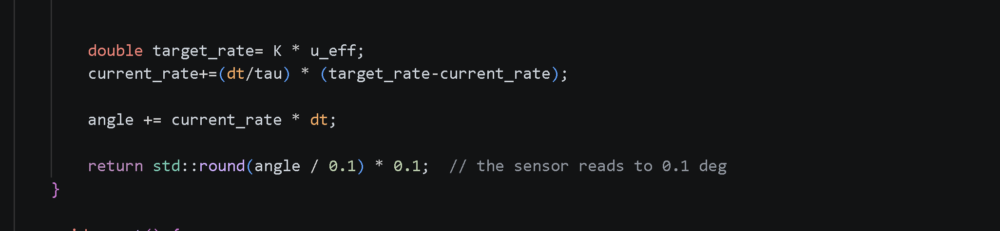 double target_rate= K * u_eff;
current_rate+=(dt/tau) * (target_rate-current_rate);
angle += current_rate * dt;
return std::round(angle / 0.1) * 0.1;  // the sensor reads to 0.1 deg
}